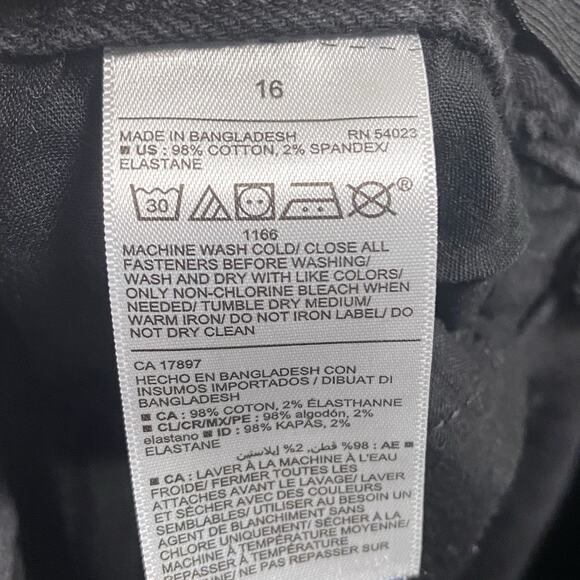 16
MADE IN BANGLADESH RN 54023
US : 98% COTTON, 2% SPANDEX/
ELASTANE
30 ®
1166
MACHINE WASH COLD/ CLOSE ALL
FASTENERS BEFORE WASHING/
WASH AND DRY WITH LIKE COLORS/
ONLY NON-CHLORINE BLEACH WHEN
NEEDED/ TUMBLE DRY MEDIUM/
WARM IRON/ DO NOT IRON LABEL/ DO
NOT DRY CLEAN
CA 17897
HECHO EN BANGLADESH CON
INSUMOS IMPORTADOS / DIBUAT DI
BANGLADESH
CA : 98% COTON, 2% ÉLASTHANNE
CL/CR/MX/PE : 98% algodón, 2%
elastano ID : 98% KAPAS, 2%
ELASTANE
AE : 98% قطن, 2% إيلاستين
CA : LAVER À LA MACHINE À L'EAU
FROIDE/ FERMER TOUTES LES
ATTACHES AVANT LE LAVAGE/ LAVER
ET SÉCHER AVEC DES COULEURS
SEMBLABLES/ UTILISER AU BESOIN UN
AGENT DE BLANCHIMENT SANS
CHLORE UNIQUEMENT/ SÉCHER À LA
MACHINE À TEMPÉRATURE MOYENNE/
REPASSER À TEMPÉRATURE
NE PAS REPASSER SUR